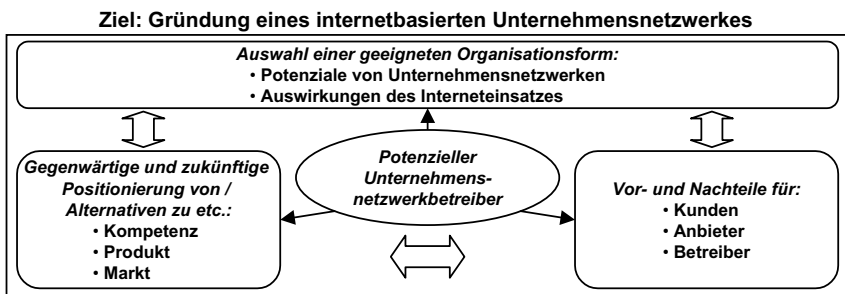 Ziel: Gründung eines internetbasierten Unternehmensnetzwerkes
Auswahl einer geeigneten Organisationsform:
• Potenziale von Unternehmensnetzwerken
• Auswirkungen des Interneteinsatzes
Gegenwärtige und zukünftige
Positionierung von /
Alternativen zu etc.:
• Kompetenz
• Produkt
• Markt
Potenzieller
Unternehmens-
netzwerkbetreiber
Vor- und Nachteile für:
• Kunden
• Anbieter
• Betreiber